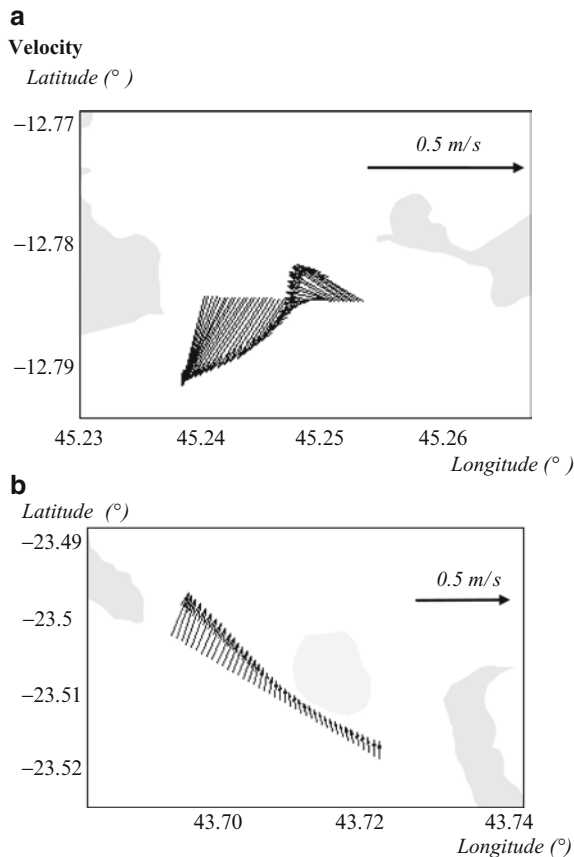 a
Velocity
Latitude (° )
−12.77
0.5 m/s
−12.78
−12.79
45.23 45.24 45.25 45.26
Longitude (° )
b
Latitude (°)
−23.49
0.5 m/s
−23.5
−23.51
−23.52
43.70 43.72 43.74
Longitude (°)